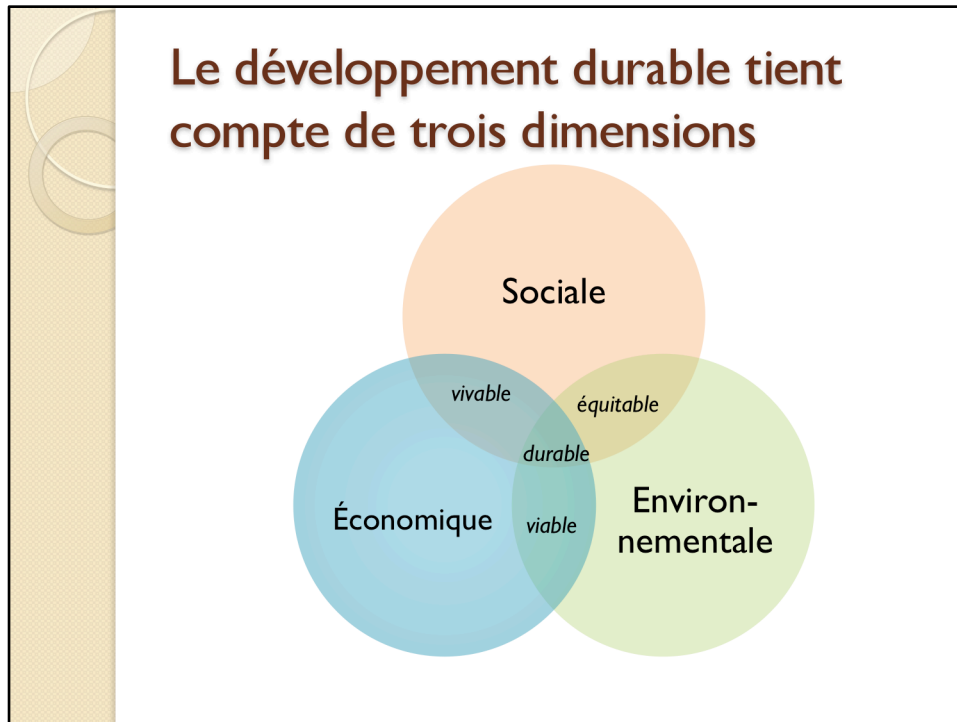 Le développement durable tient
compte de trois dimensions
Sociale
vivable
équitable
durable
Économique
viable
Environ-
nementale